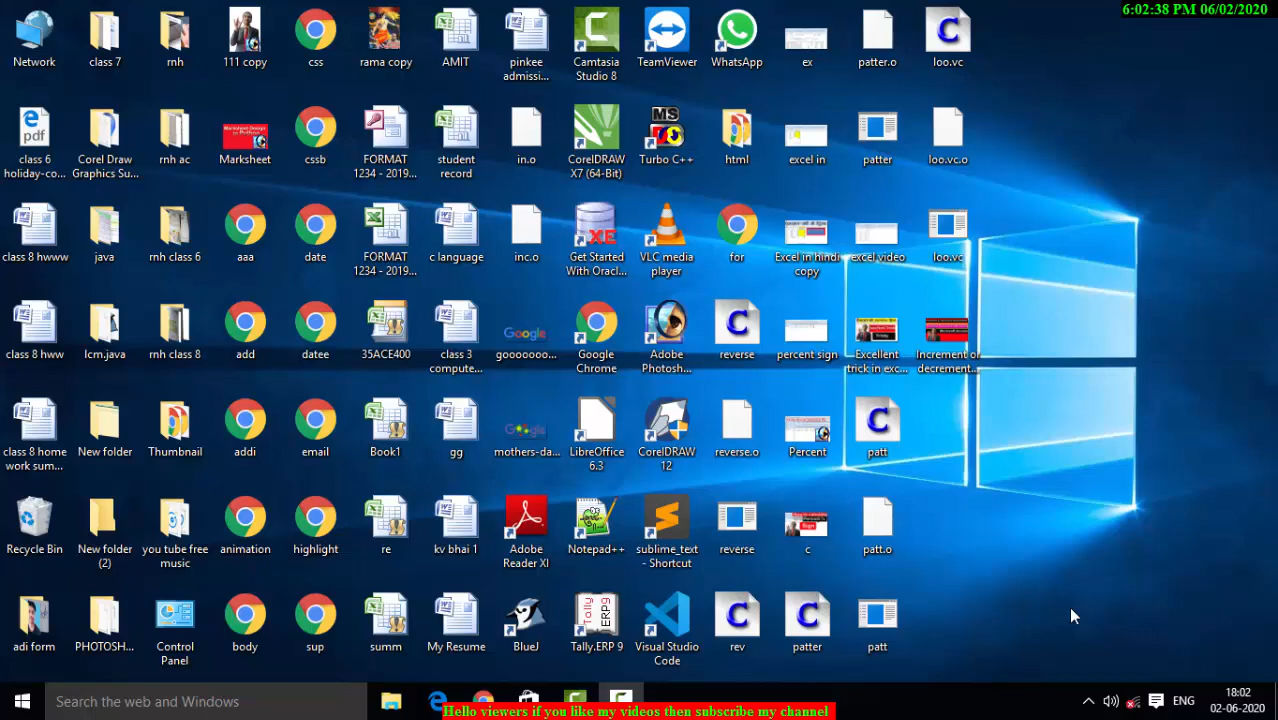 6:02:38 PM 06/02/2020
Network
class 7
rnh
111 copy
css
rama copy
AMIT
pinkee
admissi...
Camtasia
Studio 8
TeamViewer
WhatsApp
ex
patter.o
loo.vc
class 6
holiday-co...
Corel Draw
Graphics Su...
rnh ac
Marksheet
cssb
FORMAT
1234 - 2019...
student
record
in.o
CorelDRAW
X7 (64-Bit)
Turbo C++
html
excel in
patter
loo.vc.o
class 8 hwww
java
rnh class 6
aaa
date
FORMAT
1234 - 2019...
c language
inc.o
Get Started
With Oracl...
VLC media
player
for
Excel in hindi
copy
excel video
loo.vc
class 8 hww
lcm.java
rnh class 8
add
datee
35ACE400
class 3
compute...
gooooooo...
Google
Chrome
Adobe
Photosh...
reverse
percent sign
Excellent
trick in exc...
Increment or
decrement...
class 8 home
work sum...
New folder
Thumbnail
addi
email
Book1
gg
mothers-da...
LibreOffice
6.3
CorelDRAW
12
reverse.o
Percent
patt
Recycle Bin
New folder
(2)
you tube free
music
animation
highlight
re
kv bhai 1
Adobe
Reader XI
Notepad++
sublime_text
- Shortcut
reverse
c
patt.o
adi form
PHOTOSH...
Control
Panel
body
sup
summ
My Resume
BlueJ
Tally.ERP 9
Visual Studio
Code
rev
patter
patt
Search the web and Windows
ENG
18:02
02-06-2020
Hello viewers if you like my videos then subscribe my channel